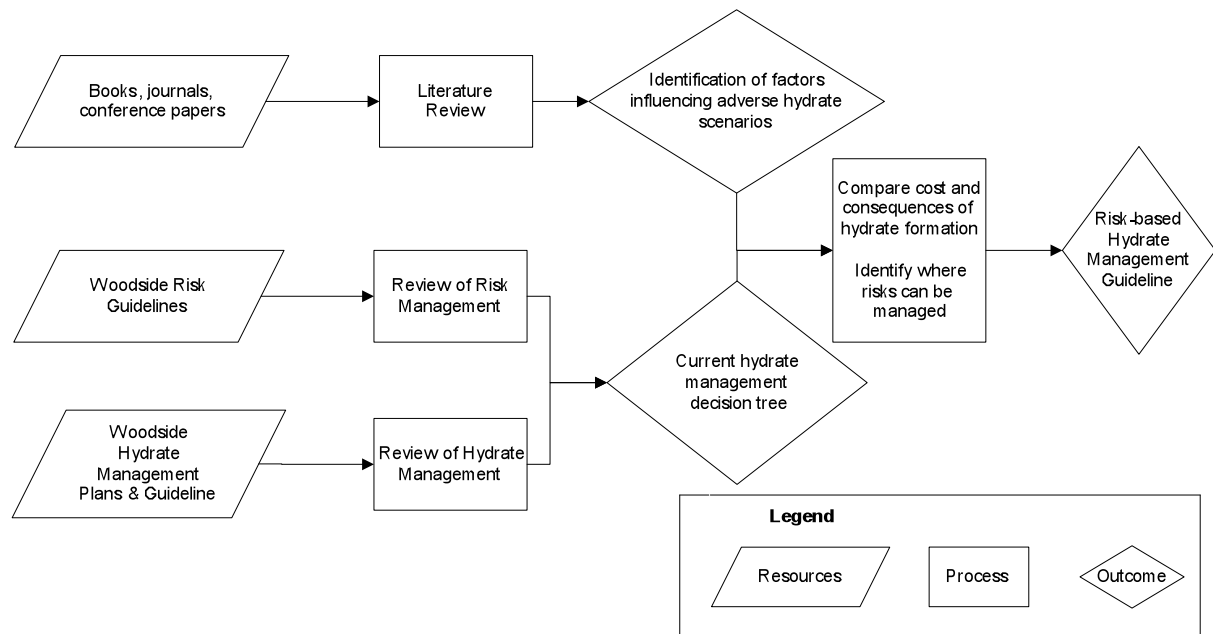 Books, journals,
conference papers
Literature
Review
Identification of factors
influencing adverse hydrate
scenarios
Compare cost and
consequences of
hydrate formation
Identify where
risks can be
managed
Risk-based
Hydrate
Management
Guideline
Woodside Risk
Guidelines
Review of Risk
Management
Current hydrate
management
decision tree
Woodside
Hydrate
Management
Plans & Guideline
Review of Hydrate
Management
Legend
Resources
Process
Outcome